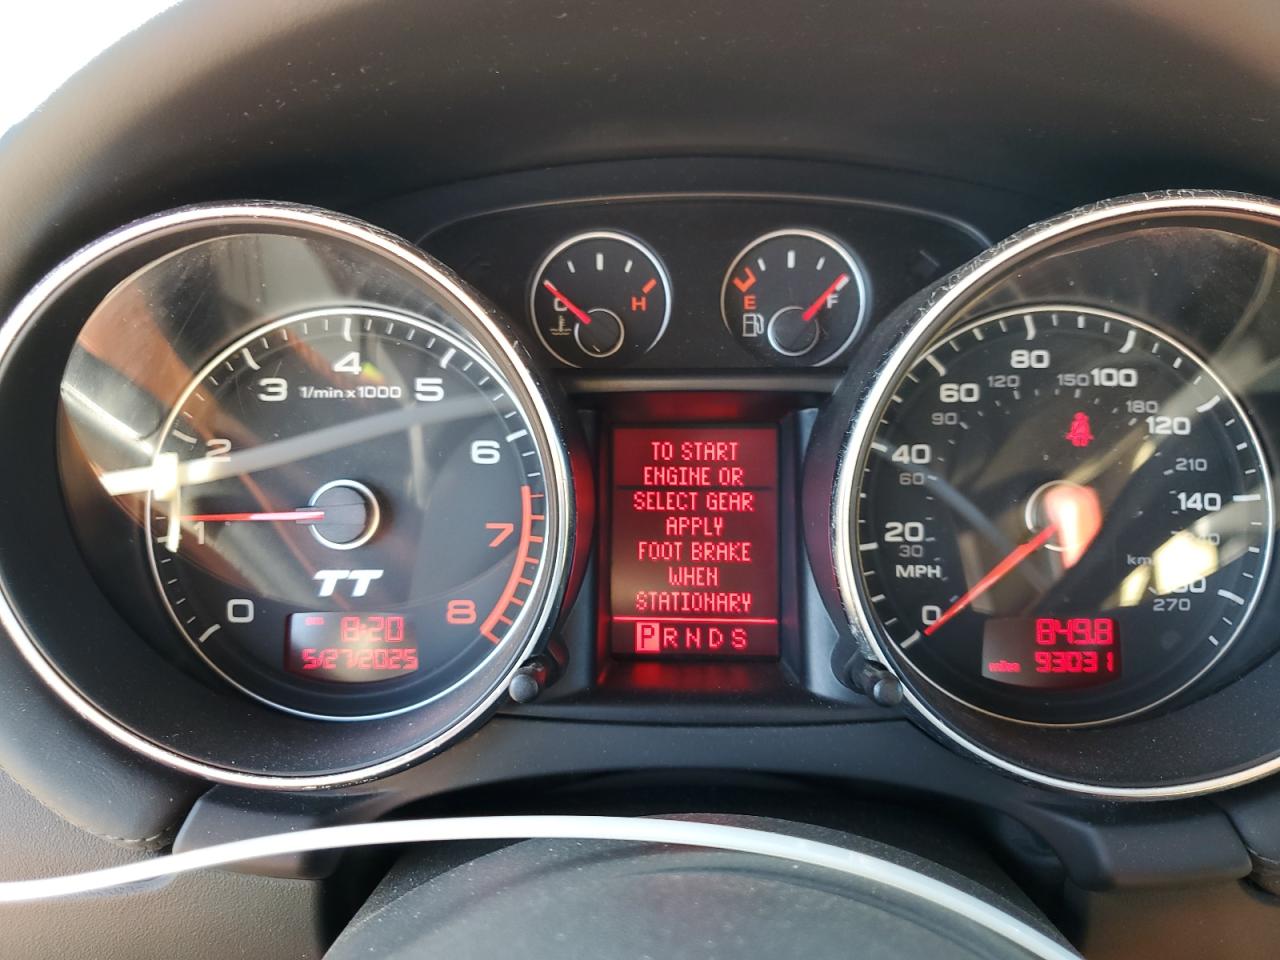 C H
E F
3 4 5
1/min x 1000
2 6
1 7
TT
0 8
8:20
5/27/2025
TO START
ENGINE OR
SELECT GEAR
APPLY
FOOT BRAKE
WHEN
STATIONARY
P R N D S
80
60 120 150 100
90 180 120
40 210
60
140
20
30
MPH km
270
0
849.8
miles 93031